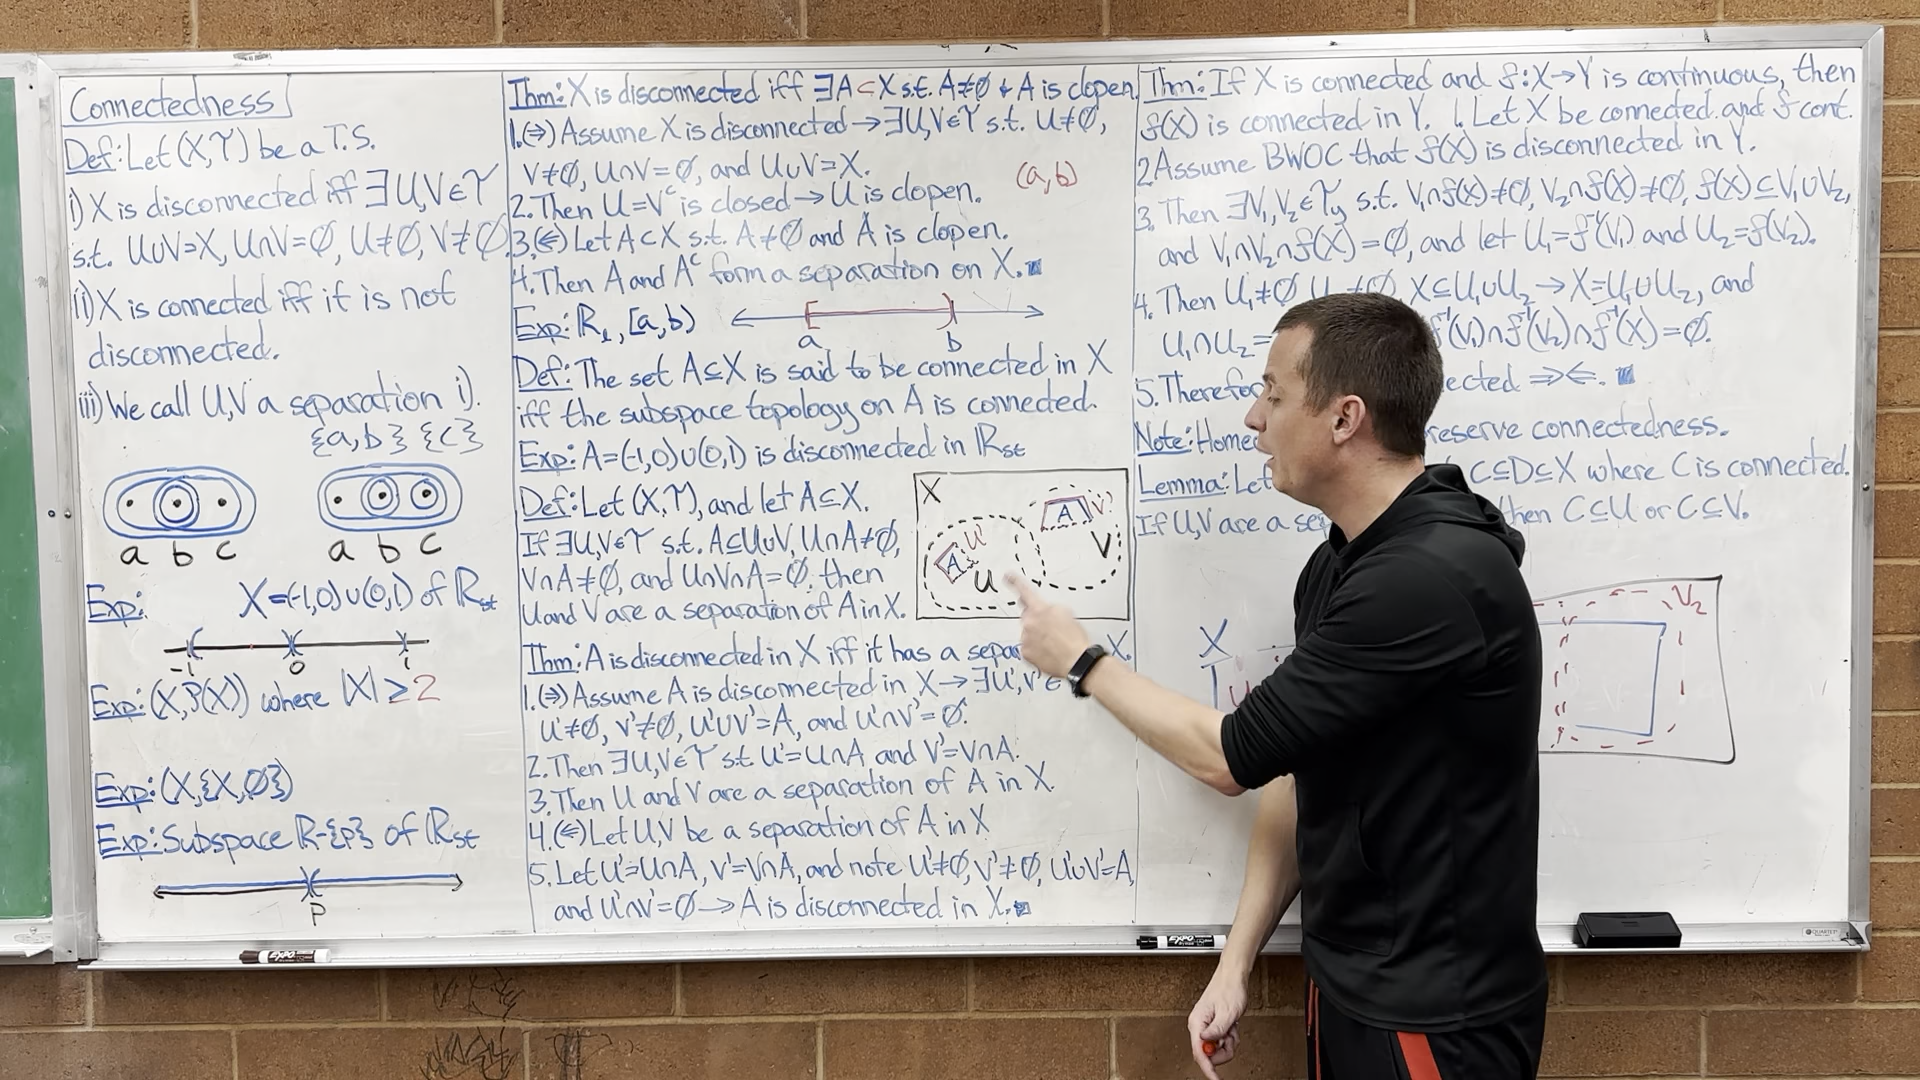 Connectedness
Def: Let (X,Υ) be a T.S.
i) X is disconnected iff ∃U,V∈Υ
s.t. U∪V=X, U∩V=∅, U≠∅, V≠∅.
ii) X is connected iff it is not
disconnected.
iii) We call U,V a separation i).
{a,b} {c}
a b c
a b c
Exp: X=(-1,0)∪(0,1) of ℝst
-1 0 1
Exp: (X,P(X)) where |X|≥2
Exp: (X,{X,∅})
Exp: Subspace ℝ-{p} of ℝst
P
Thm: X is disconnected iff ∃A⊂X s.t. A≠∅ + A is clopen.
1.(⇒) Assume X is disconnected → ∃U,V∈Υ s.t. U≠∅,
V≠∅, U∩V=∅, and U∪V=X.
(a,b)
2. Then U=Vᶜ is closed → U is clopen.
3.(⇐) Let A⊂X s.t. A≠∅ and A is clopen.
4. Then A and Aᶜ form a separation on X.
Exp: ℝℓ, [a,b)
a b
Def: The set A⊆X is said to be connected in X
iff the subspace topology on A is connected.
Exp: A=(-1,0)∪(0,1) is disconnected in ℝst
Def: Let (X,Υ), and let A⊆X.
If ∃U,V∈Υ s.t. A⊆U∪V, U∩A≠∅,
V∩A≠∅, and U∩V∩A=∅, then
U and V are a separation of A in X.
X
A V'
U' V
A
U
Thm: A is disconnected in X iff it has a X.
1.(⇒) Assume A is disconnected in X → ∃U',V'∈
U'≠∅, V'≠∅, U'∪V'=A, and U'∩V'=∅.
2. Then ∃U,V∈Υ s.t. U'=U∩A and V'=V∩A.
3. Then U and V are a separation of A in X.
4.(⇐) Let U,V be a separation of A in X
5. Let U'=U∩A, V'=V∩A, and note U'≠∅, V'≠∅, U'∪V'=A,
and U'∩V'=∅ → A is disconnected in X.
Thm: If X is connected and f:X→Y is continuous, then
f(X) is connected in Y. 1. Let X be connected and f cont.
2 Assume BWOC that f(X) is disconnected in Y.
3. Then ∃V₁,V₂∈Υy s.t. V₁∩f(X)≠∅, V₂∩f(X)≠∅, f(X)⊆V₁∪V₂,
and V₁∩V₂∩f(X)=∅, and let U₁=f⁻¹(V₁) and U₂=f⁻¹(V₂).
4. Then U₁≠∅, U₂≠∅, X⊆U₁∪U₂→X=U₁∪U₂, and
U₁∩U₂= f⁻¹(V₁)∩f⁻¹(V₂)∩f⁻¹(X)=∅.
5. ⇒⇐.
Note: connectedness.
Lemma: Let C⊆D⊆X where C is connected.
If U,V are a then C⊆U or C⊆V.
X
V₂
EXPO
EXPO
QUARTET